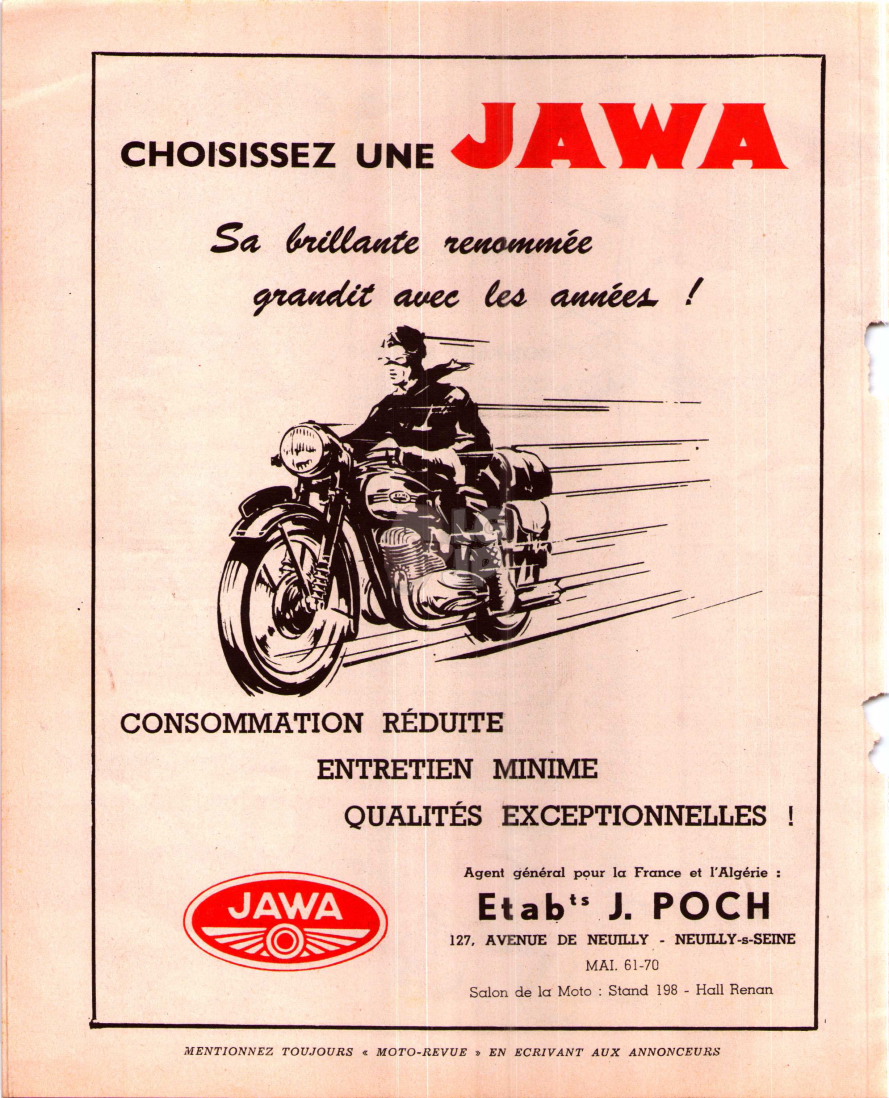 CHOISISSEZ UNE JAWA
Sa brillante renommée
grandit avec les années !
CONSOMMATION RÉDUITE
ENTRETIEN MINIME
QUALITÉS EXCEPTIONNELLES !
JAWA
Agent général pour la France et l'Algérie :
Etabts J. POCH
127, AVENUE DE NEUILLY - NEUILLY-s-SEINE
MAI. 61-70
Salon de la Moto : Stand 198 - Hall Renan
MENTIONNEZ TOUJOURS « MOTO-REVUE » EN ECRIVANT AUX ANNONCEURS